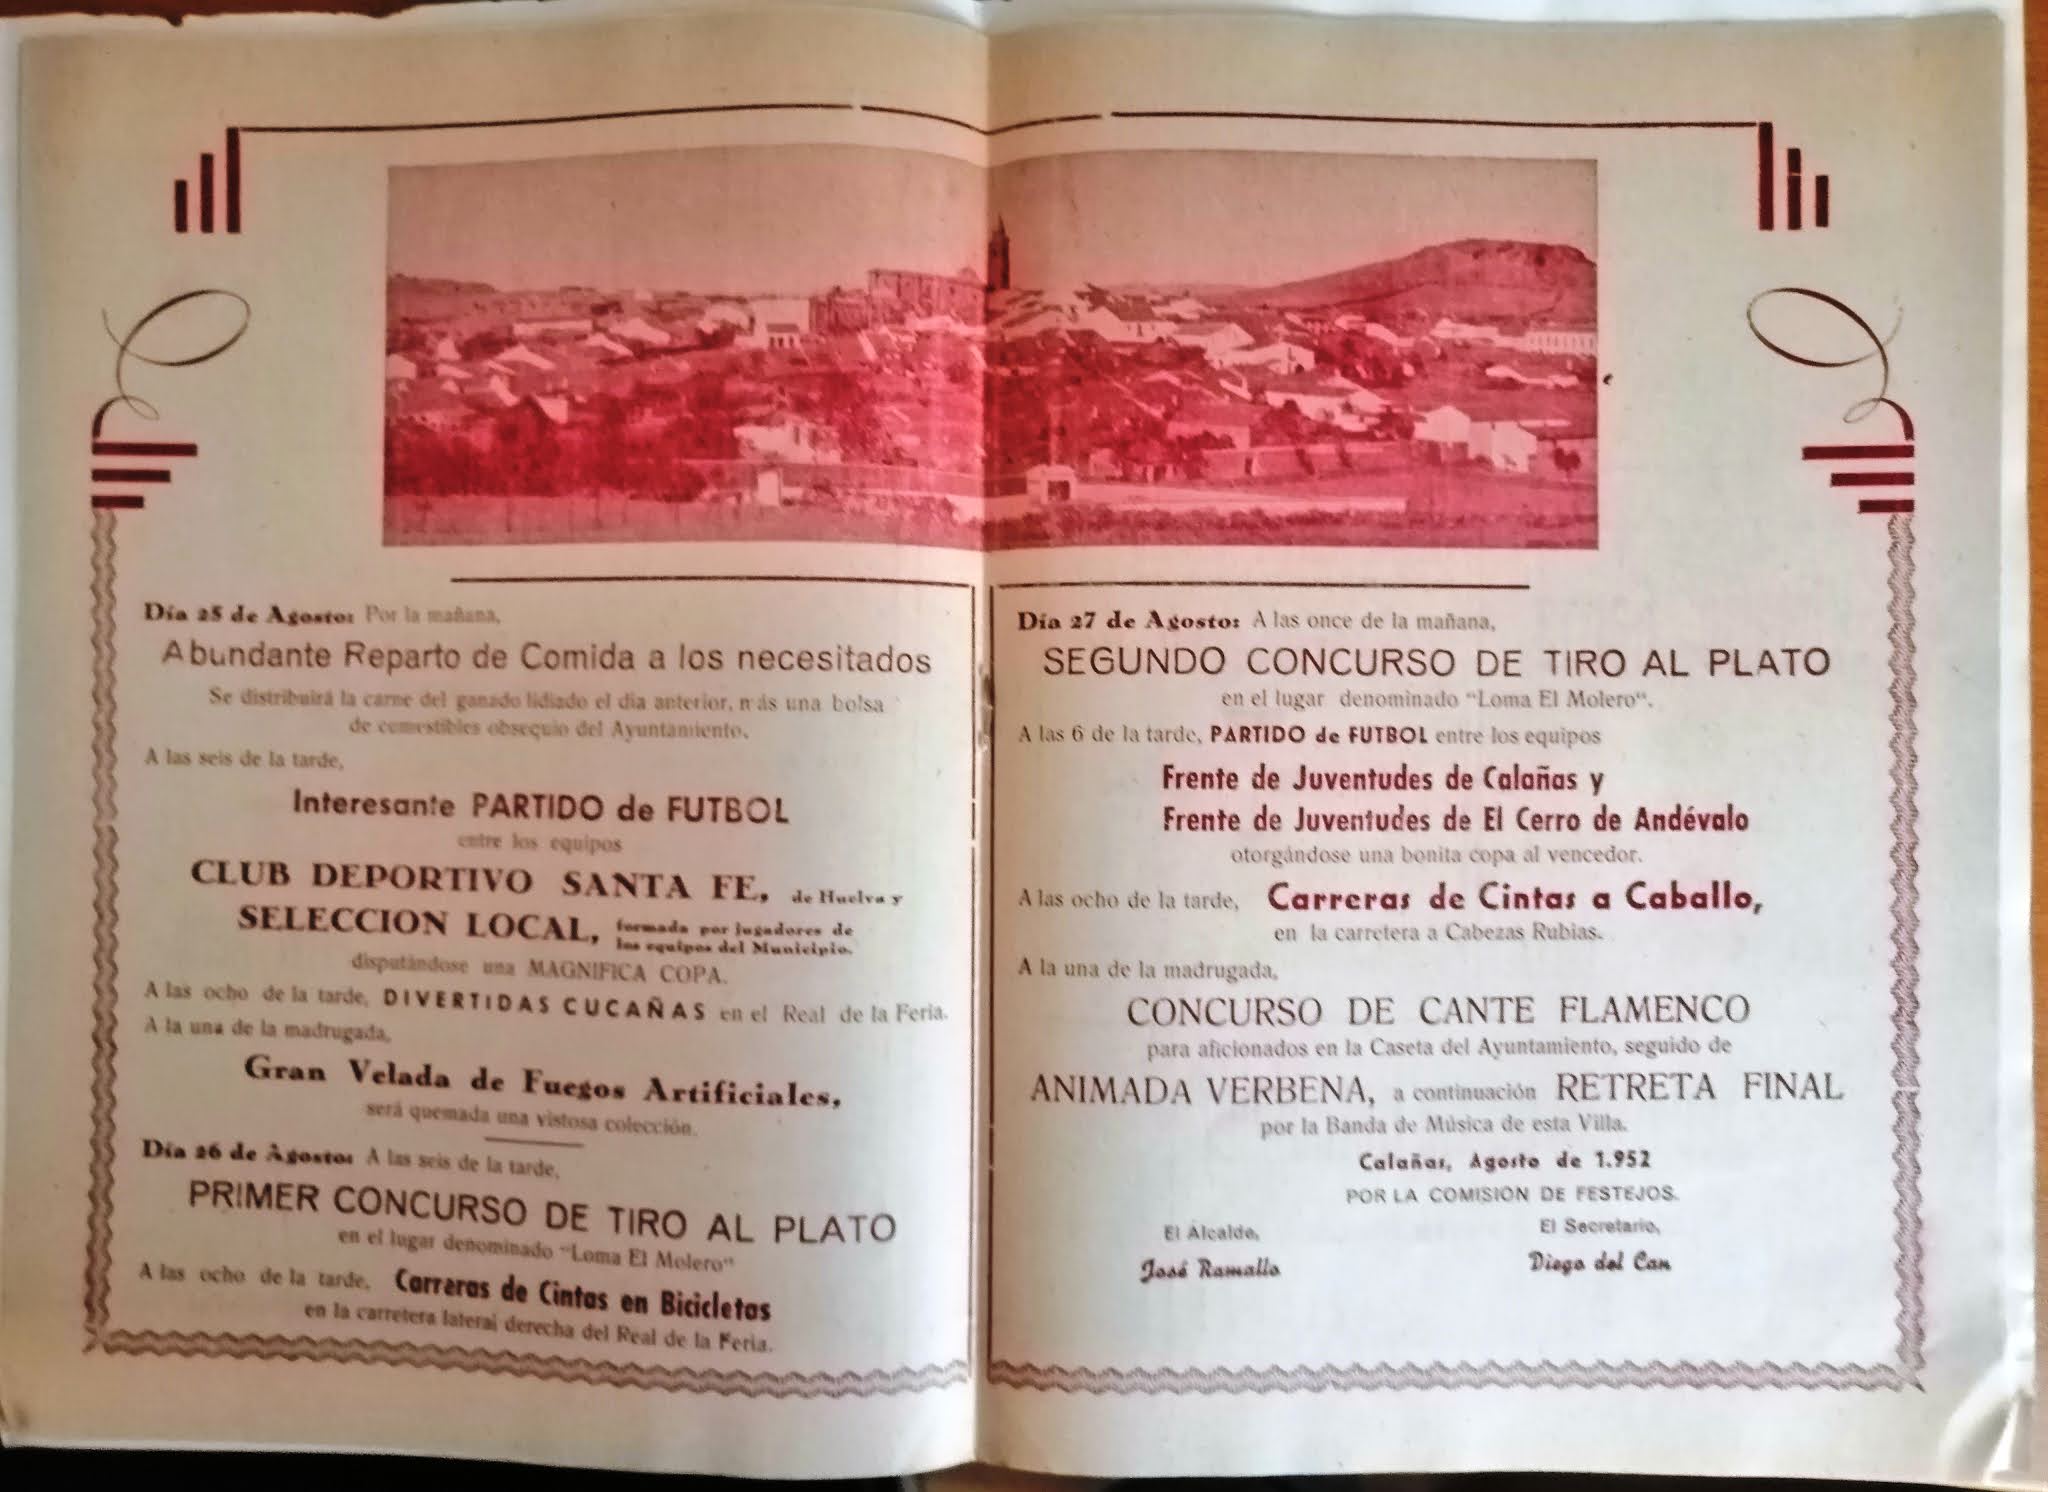 Día 25 de Agosto: Por la mañana,
Abundante Reparto de Comida a los necesitados
Se distribuirá la carne del ganado lidiado el día anterior, más una bolsa
de comestibles obsequio del Ayuntamiento.
A las seis de la tarde,
Interesante PARTIDO de FUTBOL
entre los equipos
CLUB DEPORTIVO SANTA FE, de Huelva y
SELECCION LOCAL, formada por jugadores de
los equipos del Municipio.
disputándose una MAGNIFICA COPA.
A las ocho de la tarde, DIVERTIDAS CUCAÑAS en el Real de la Feria.
A la una de la madrugada,
Gran Velada de Fuegos Artificiales,
será quemada una vistosa colección.
Día 26 de Agosto: A las seis de la tarde,
PRIMER CONCURSO DE TIRO AL PLATO
en el lugar denominado "Loma El Molero"
A las ocho de la tarde, Carreras de Cintas en Bicicletas
en la carretera lateral derecha del Real de la Feria.
Día 27 de Agosto: A las once de la mañana,
SEGUNDO CONCURSO DE TIRO AL PLATO
en el lugar denominado "Loma El Molero".
A las 6 de la tarde, PARTIDO de FUTBOL entre los equipos
Frente de Juventudes de Calañas y
Frente de Juventudes de El Cerro de Andévalo
otorgándose una bonita copa al vencedor.
A las ocho de la tarde, Carreras de Cintas a Caballo,
en la carretera a Cabezas Rubias.
A la una de la madrugada,
CONCURSO DE CANTE FLAMENCO
para aficionados en la Caseta del Ayuntamiento, seguido de
ANIMADA VERBENA, a continuación RETRETA FINAL
por la Banda de Música de esta Villa.
Calañas, Agosto de 1.952
POR LA COMISION DE FESTEJOS.
El Alcalde,
José Ramallo
El Secretario,
Diego del Can